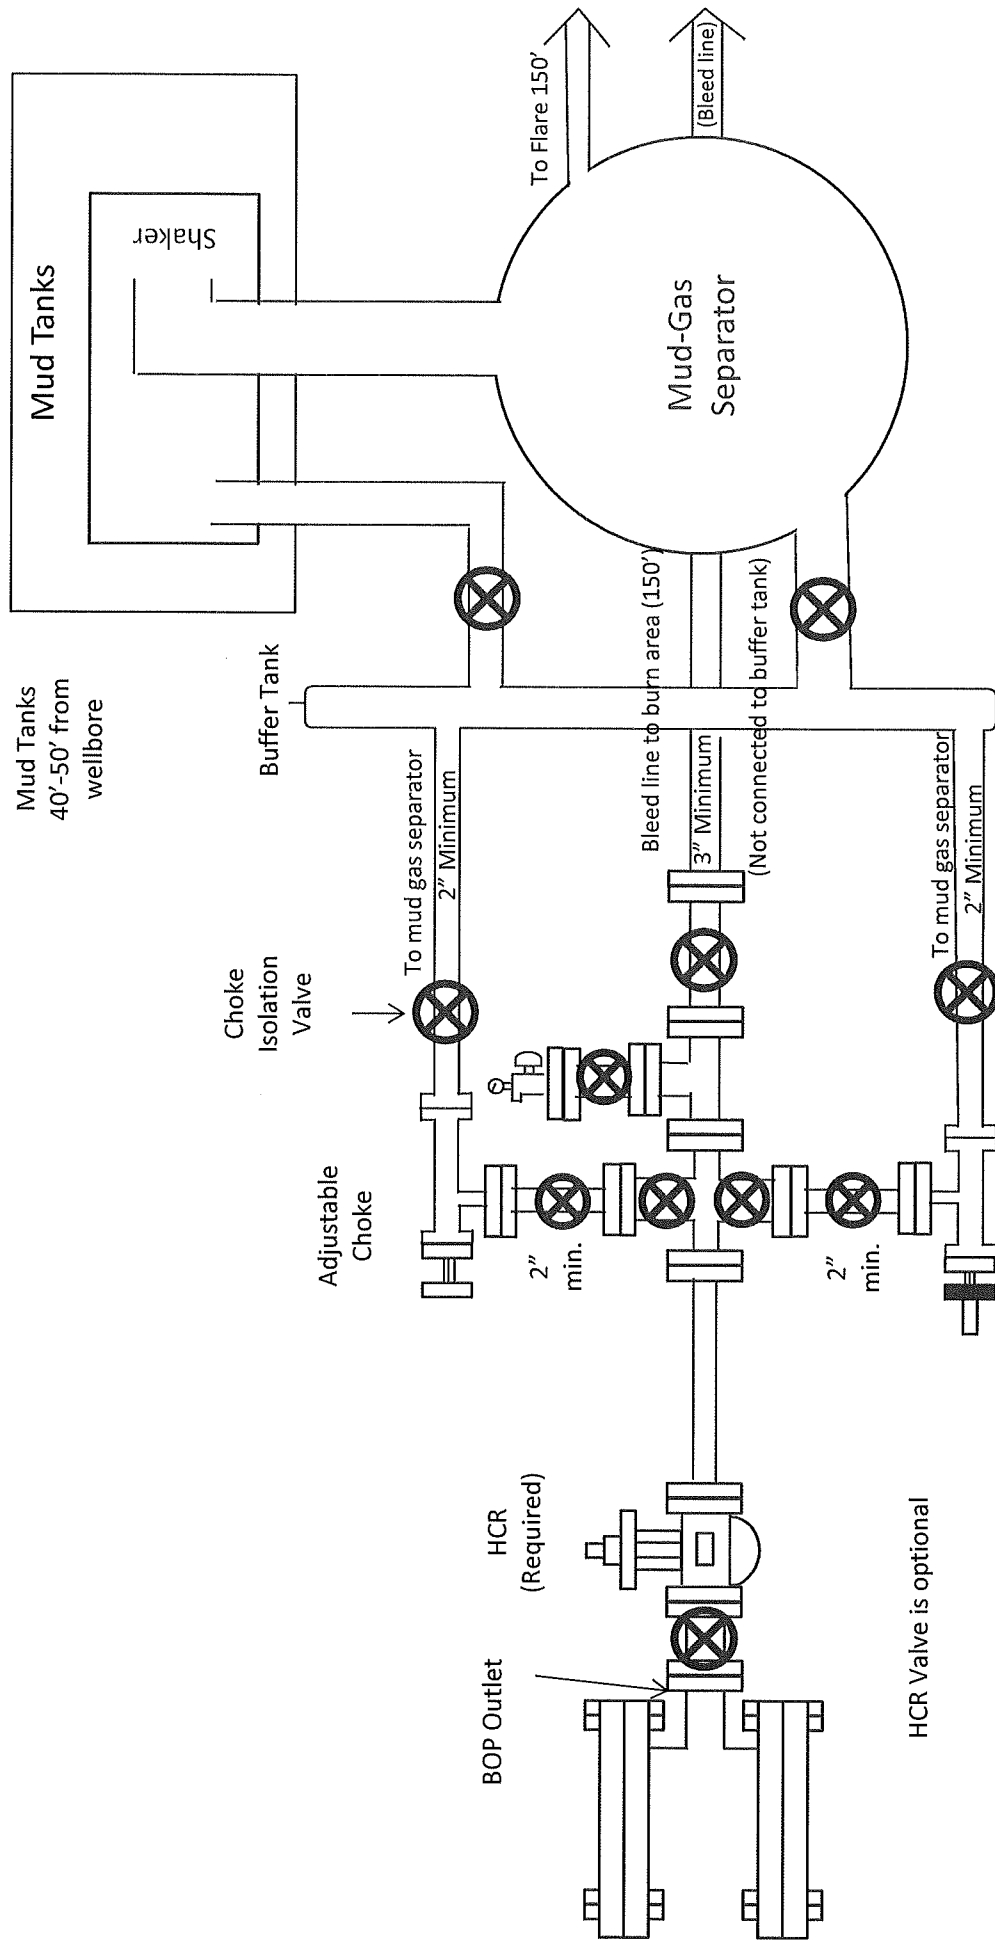 Mud Tanks
Shaker
To Flare 150'
(Bleed line)
Mud-Gas
Separator
Mud Tanks
40'-50' from
wellbore
Buffer Tank
Bleed line to burn area (150')
3" Minimum
(Not connected to buffer tank)
To mud gas separator
2" Minimum
To mud gas separator
2" Minimum
Choke
Isolation
Valve
Adjustable
Choke
2"
min.
2"
min.
HCR
(Required)
BOP Outlet
HCR Valve is optional